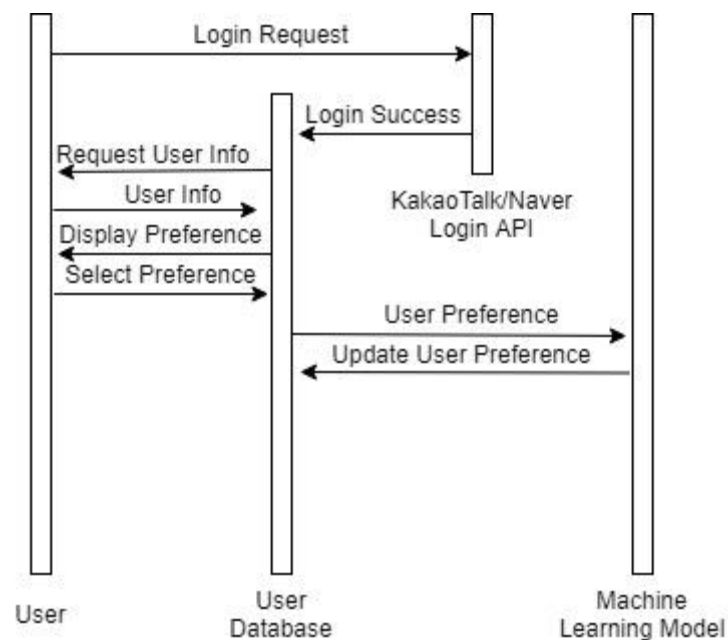 Login Request
Login Success
Request User Info
User Info
KakaoTalk/Naver
Login API
Display Preference
Select Preference
User Preference
Update User Preference
User
User
Database
Machine
Learning Model